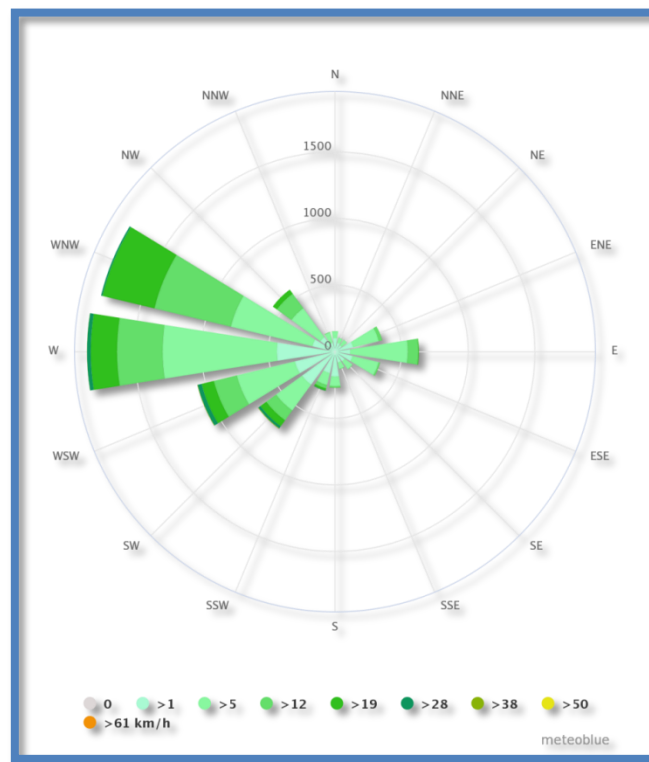 N
NNW NNE
NW NE
1500
WNW ENE
1000
500
W 0 E
WSW ESE
SW SE
SSW SSE
S
0 >1 >5 >12 >19 >28 >38 >50
>61 km/h
meteoblue